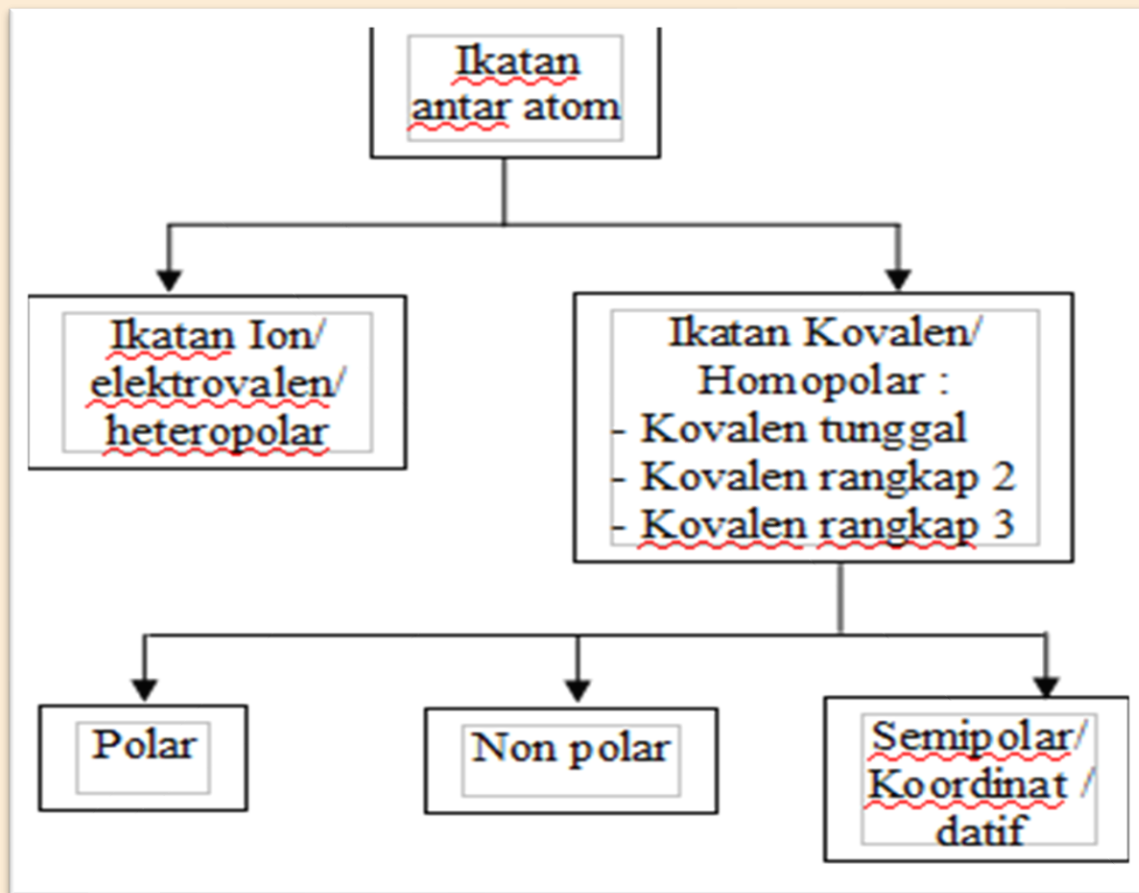 Ikatan
antar atom
Ikatan Ion/
elektrovalen/
heteropolar
Ikatan Kovalen/
Homopolar :
- Kovalen tunggal
- Kovalen rangkap 2
- Kovalen rangkap 3
Polar
Non polar
Semipolar/
Koordinat /
datif